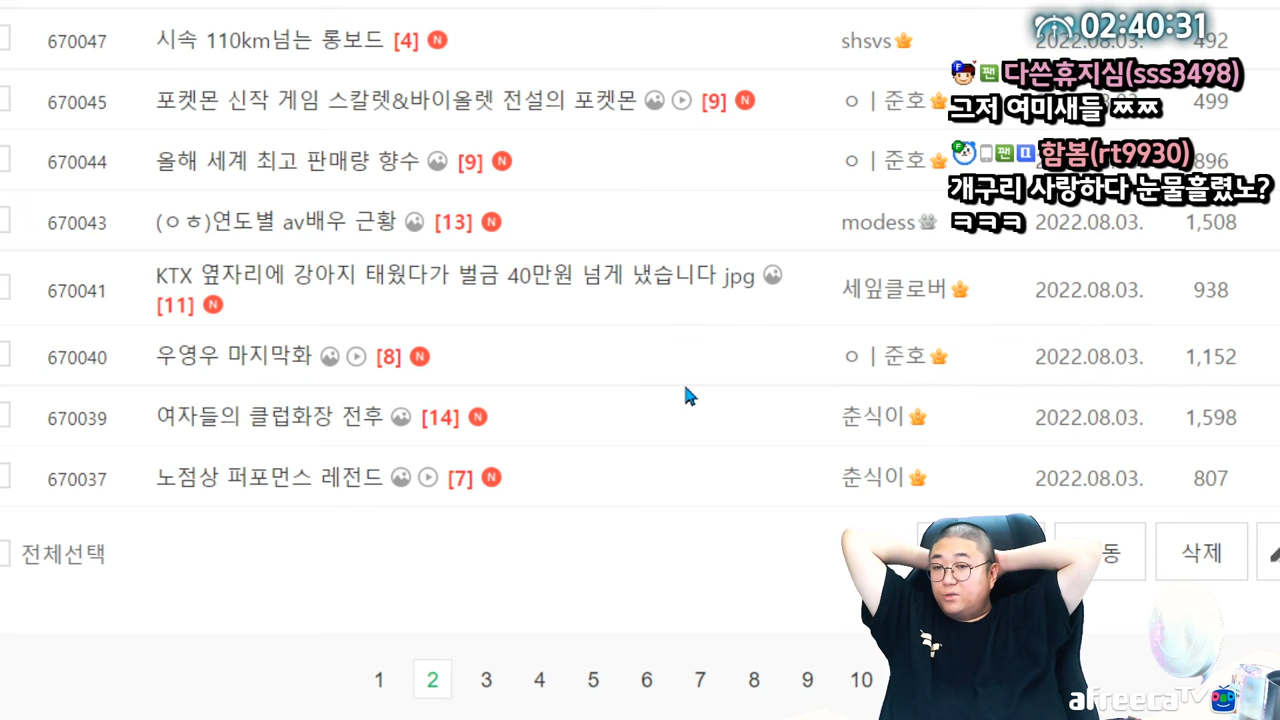 02:40:31
670047 시속 110km넘는 롱보드 [4] N shsvs 2022.08.03. 492
다쓴휴지심(sss3498)
670045 포켓몬 신작 게임 스칼렛&바이올렛 전설의 포켓몬 [9] N ㅇ | 준호 499
그저 여미새들 ㅉㅉ
670044 올해 세계 최고 판매량 향수 [9] N ㅇ | 준호 896
함봄(rt9930)
개구리 사랑하다 눈물흘렸노?
ㅋㅋㅋ
670043 (ㅇㅎ)연도별 av배우 근황 [13] N modess 2022.08.03. 1,508
670041 KTX 옆자리에 강아지 태웠다가 벌금 40만원 넘게 냈습니다 jpg
[11] N 세잎클로버 2022.08.03. 938
670040 우영우 마지막화 [8] N ㅇ | 준호 2022.08.03. 1,152
670039 여자들의 클럽화장 전후 [14] N 춘식이 2022.08.03. 1,598
670037 노점상 퍼포먼스 레전드 [7] N 춘식이 2022.08.03. 807
전체선택 동 삭제
1 2 3 4 5 6 7 8 9 10
afreecaTV